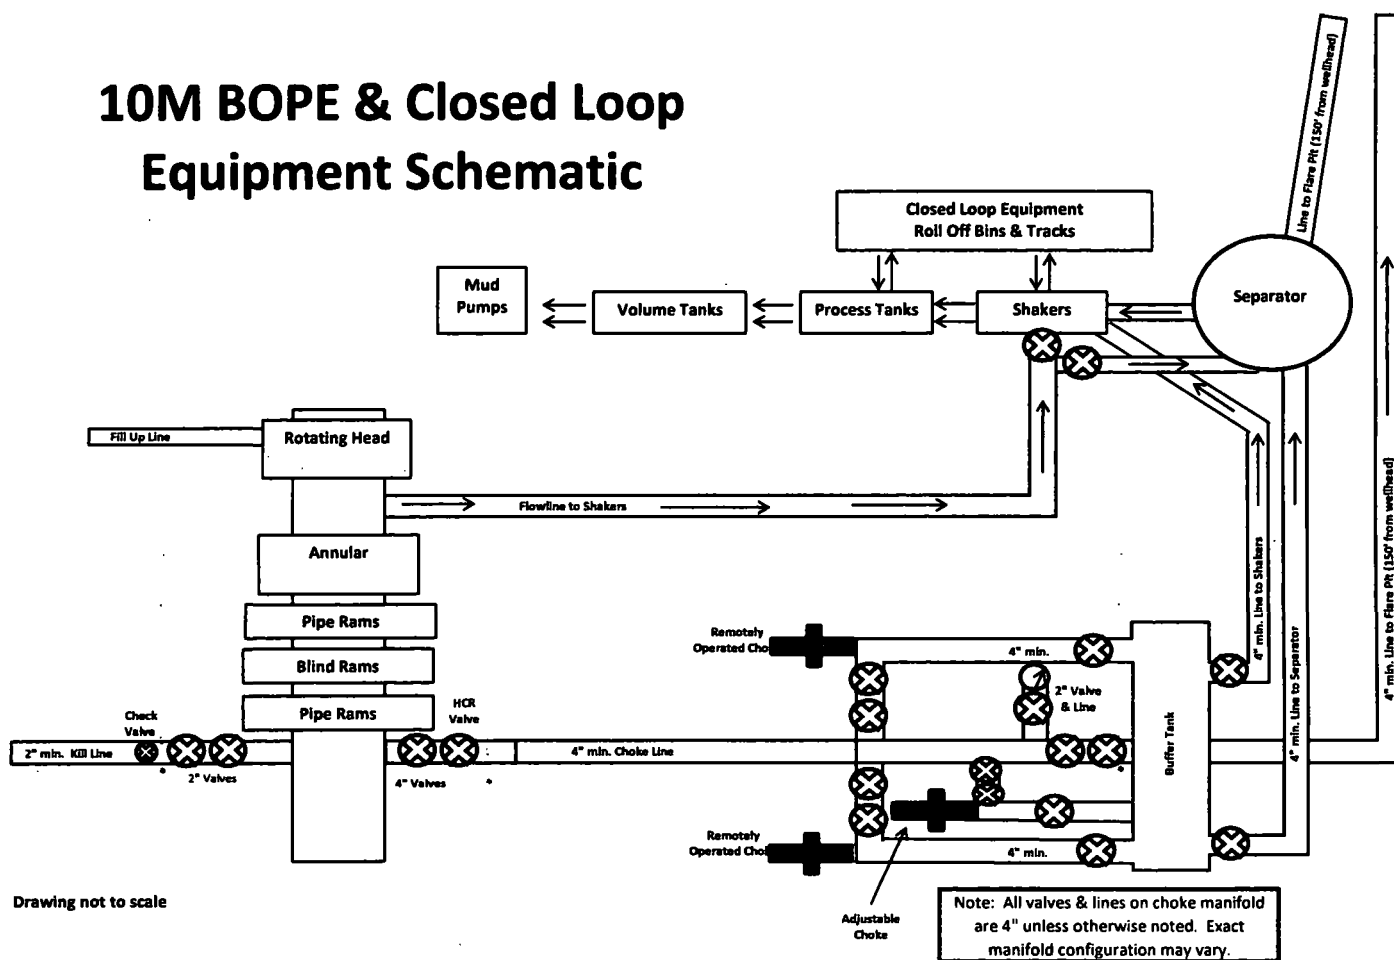 10M BOPE & Closed Loop
Equipment Schematic
Line to Flare Pit (150' from wellhead)
Closed Loop Equipment
Roll Off Bins & Tracks
Mud
Pumps
Volume Tanks
Process Tanks
Shakers
Separator
Fill Up Line
Rotating Head
Flowline to Shakers
Annular
Pipe Rams
Blind Rams
Pipe Rams
Check
Valve
HCR
Valve
2" min. Kill Line
2" Valves
4" Valves
4" min. Choke Line
Remotely
Operated Cho
4" min.
2" Valve
& Line
Buffer Tank
4" min. Line to Shakers
4" min. Line to Separator
4" min. Line to Flare Pit (150' from wellhead)
Remotely
Operated Cho
4" min.
Adjustable
Choke
Drawing not to scale
Note: All valves & lines on choke manifold
are 4" unless otherwise noted. Exact
manifold configuration may vary.